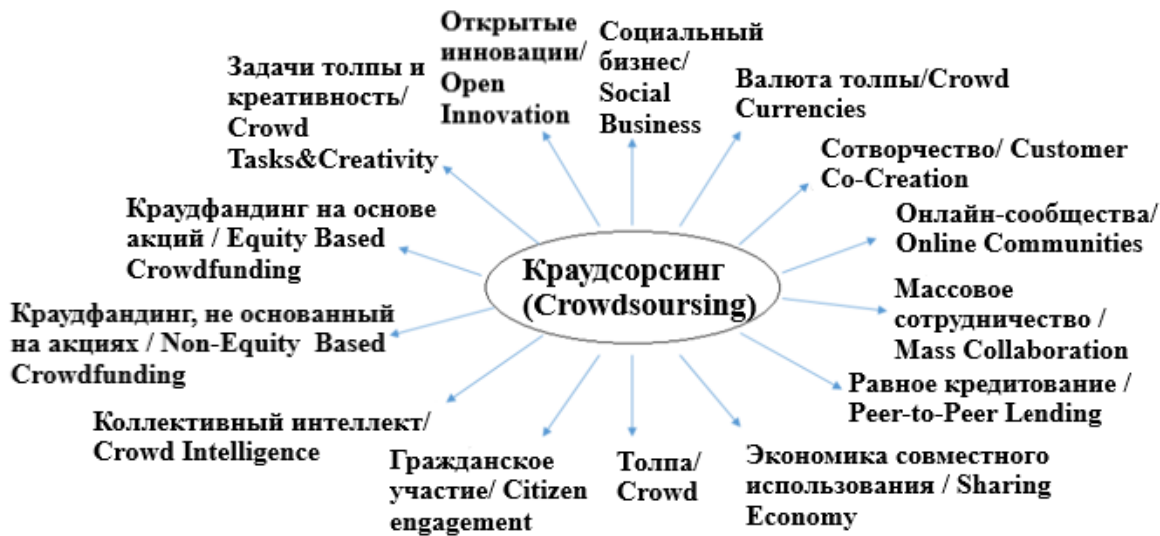 Открытые
инновации/
Open
Innovation
Социальный
бизнес/
Social
Business
Задачи толпы и
креативность/
Crowd
Tasks&Creativity
Валюта толпы/Crowd
Currencies
Сотворчество/ Customer
Co-Creation
Краудфандинг на основе
акций / Equity Based
Crowdfunding
Онлайн-сообщества/
Online Communities
Краудсорсинг
(Crowdsoursing)
Массовое
сотрудничество /
Mass Collaboration
Краудфандинг, не основанный
на акциях / Non-Equity Based
Crowdfunding
Равное кредитование /
Peer-to-Peer Lending
Коллективный интеллект/
Crowd Intelligence
Гражданское
участие/ Citizen
engagement
Толпа/
Crowd
Экономика совместного
использования / Sharing
Economy